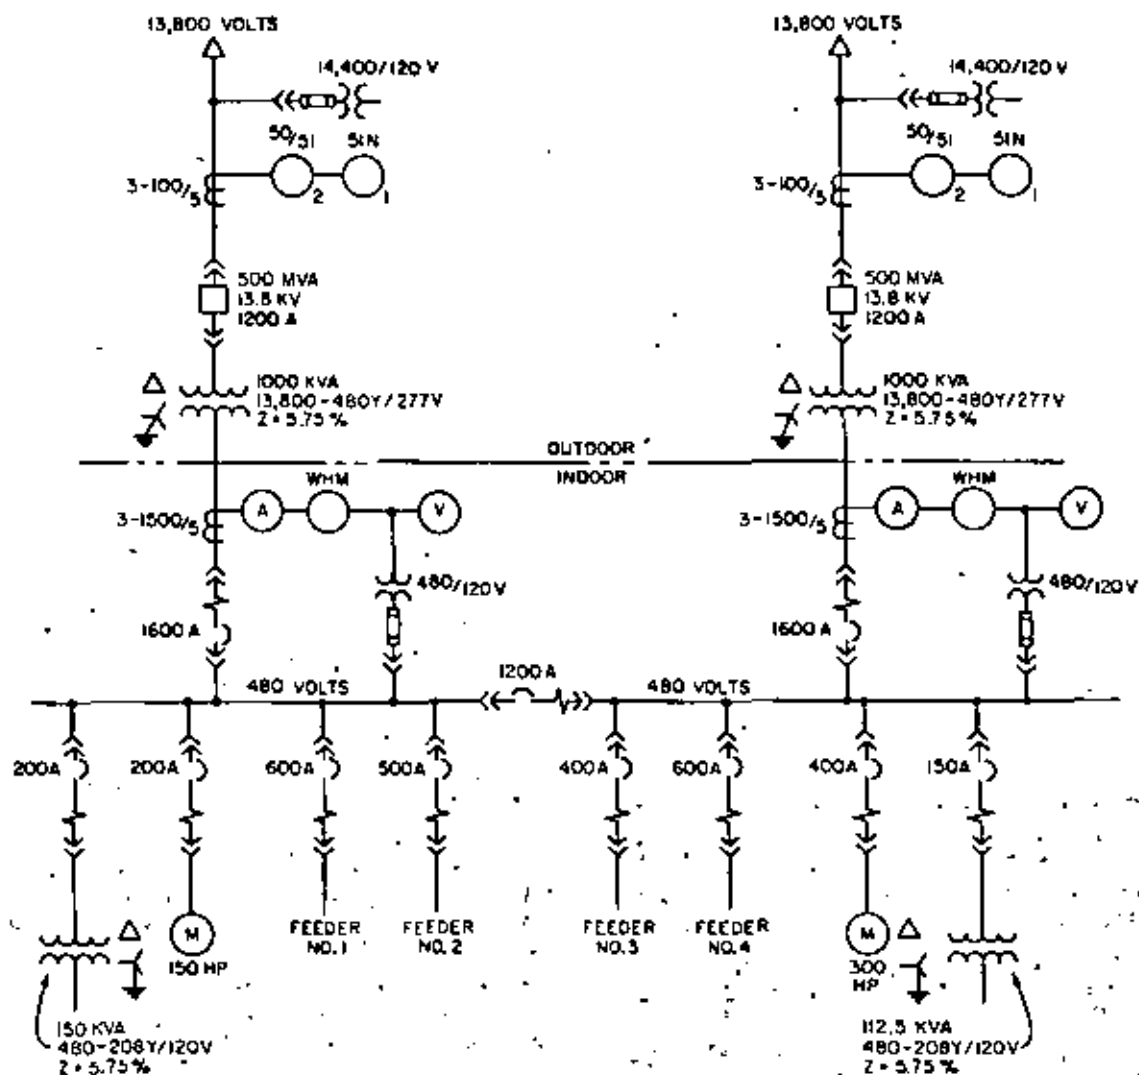 13,800 VOLTS
13,800 VOLTS
14,400/120 V
14,400/120 V
50/51
51N
50/51
51N
3-100/5
2
1
3-100/5
2
1
500 MVA
13.8 KV
1200 A
500 MVA
13.8 KV
1200 A
1000 KVA
13,800-480Y/277V
Z = 5.75 %
1000 KVA
13,800-480Y/277V
Z = 5.75 %
OUTDOOR
INDOOR
WHM
WHM
A
V
A
V
3-1500/5
3-1500/5
480/120V
480/120V
1600 A
1600 A
1200 A
480 VOLTS
480 VOLTS
200A
200A
600A
500A
400A
600A
400A
150A
M
150 HP
FEEDER
NO.1
FEEDER
NO.2
FEEDER
NO.3
FEEDER
NO.4
M
300
HP
150 KVA
480-208Y/120V
Z = 5.75 %
112.5 KVA
480-208Y/120V
Z = 5.75 %